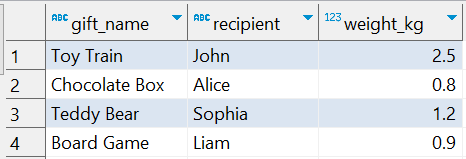 ABC gift_name ABC recipient 123 weight_kg
1 Toy Train John 2.5
2 Chocolate Box Alice 0.8
3 Teddy Bear Sophia 1.2
4 Board Game Liam 0.9